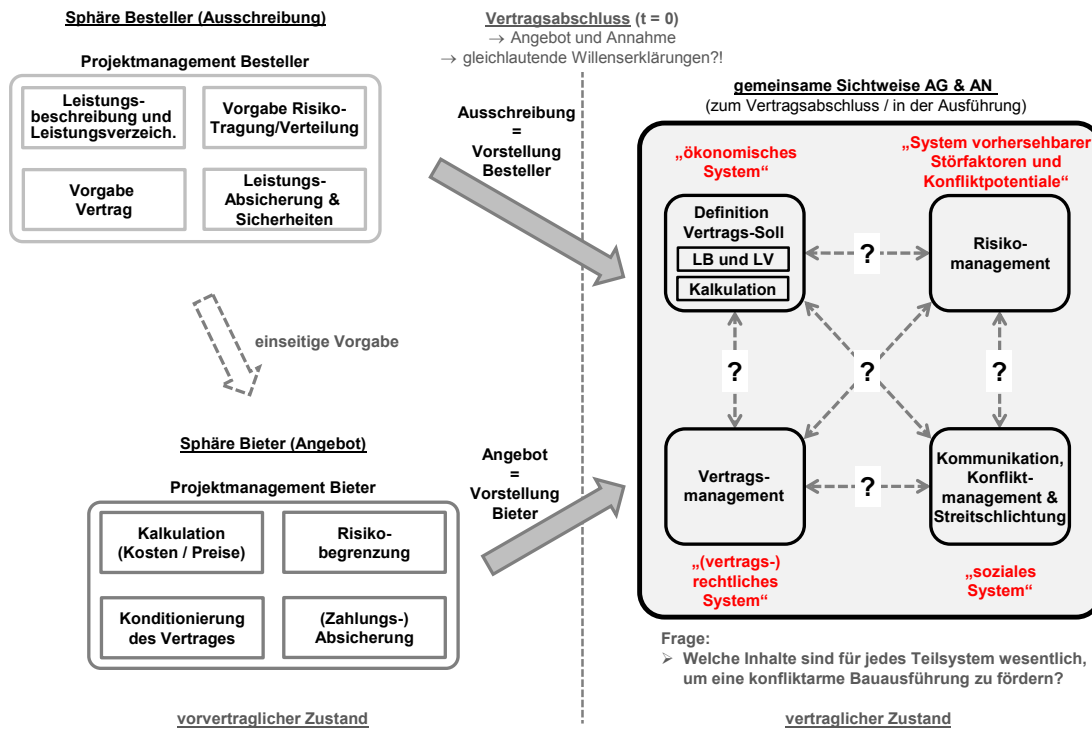 Sphäre Besteller (Ausschreibung)
Projektmanagement Besteller
Leistungs-
beschreibung und
Leistungsverzeich.
Vorgabe Risiko-
Tragung/Verteilung
Vorgabe
Vertrag
Leistungs-
Absicherung &
Sicherheiten
einseitige Vorgabe
Sphäre Bieter (Angebot)
Projektmanagement Bieter
Kalkulation
(Kosten / Preise)
Risiko-
begrenzung
Konditionierung
des Vertrages
(Zahlungs-)
Absicherung
vorvertraglicher Zustand
Vertragsabschluss (t = 0)
→ Angebot und Annahme
→ gleichlautende Willenserklärungen?!
Ausschreibung
=
Vorstellung
Besteller
Angebot
=
Vorstellung
Bieter
gemeinsame Sichtweise AG & AN
(zum Vertragsabschluss / in der Ausführung)
„ökonomisches
System“
„System vorhersehbarer
Störfaktoren und
Konfliktpotentiale“
Definition
Vertrags-Soll
LB und LV
Kalkulation
?
Risiko-
management
?
?
?
Vertrags-
management
?
Kommunikation,
Konflikt-
management &
Streitschlichtung
„(vertrags-)
rechtliches
System“
„soziales
System“
Frage:
➢ Welche Inhalte sind für jedes Teilsystem wesentlich,
um eine konfliktarme Bauausführung zu fördern?
vertraglicher Zustand